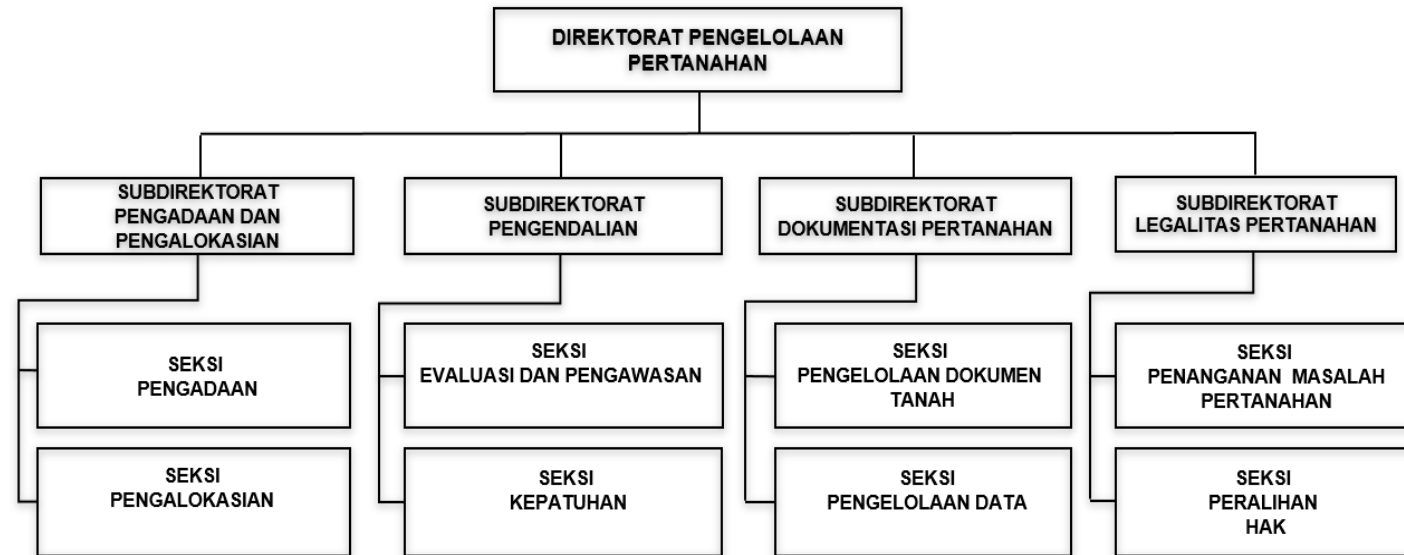 DIREKTORAT PENGELOLAAN
PERTANAHAN
SUBDIREKTORAT
PENGADAAN DAN
PENGALOKASIAN
SUBDIREKTORAT
PENGENDALIAN
SUBDIREKTORAT
DOKUMENTASI PERTANAHAN
SUBDIREKTORAT
LEGALITAS PERTANAHAN
SEKSI
PENGADAAN
SEKSI
EVALUASI DAN PENGAWASAN
SEKSI
PENGELOLAAN DOKUMEN
TANAH
SEKSI
PENANGANAN MASALAH
PERTANAHAN
SEKSI
PENGALOKASIAN
SEKSI
KEPATUHAN
SEKSI
PENGELOLAAN DATA
SEKSI
PERALIHAN
HAK